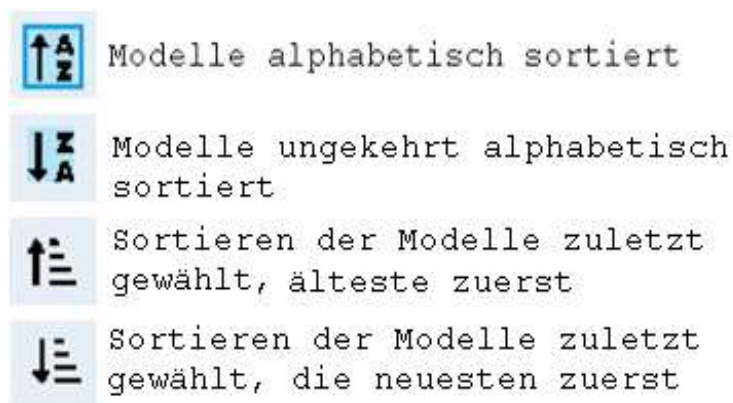 A
Z
Modelle alphabetisch sortiert
Z
A
Modelle ungekehrt alphabetisch
sortiert
Sortieren der Modelle zuletzt
gewählt, älteste zuerst
Sortieren der Modelle zuletzt
gewählt, die neuesten zuerst